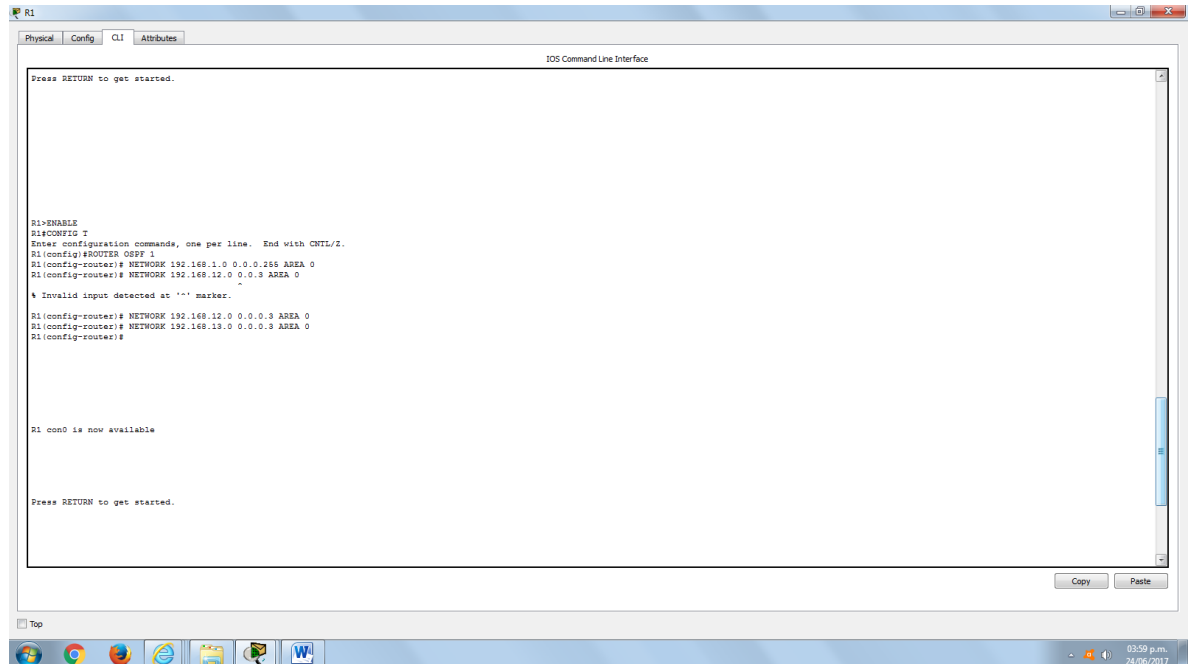 R1
Physical Config CLI Attributes
IOS Command Line Interface
Press RETURN to get started.
R1>ENABLE
R1#CONFIG T
Enter configuration commands, one per line. End with CNTL/Z.
R1(config)#ROUTER OSPF 1
R1(config-router)# NETWORK 192.168.1.0 0.0.0.255 AREA 0
R1(config-router)# NETWORK 192.168.12.0 0.0.3 AREA 0
^
% Invalid input detected at '^' marker.
R1(config-router)# NETWORK 192.168.12.0 0.0.0.3 AREA 0
R1(config-router)# NETWORK 192.168.13.0 0.0.0.3 AREA 0
R1(config-router)#
R1 con0 is now available
Press RETURN to get started.
Copy Paste
Top
03:59 p.m.
24/06/2017